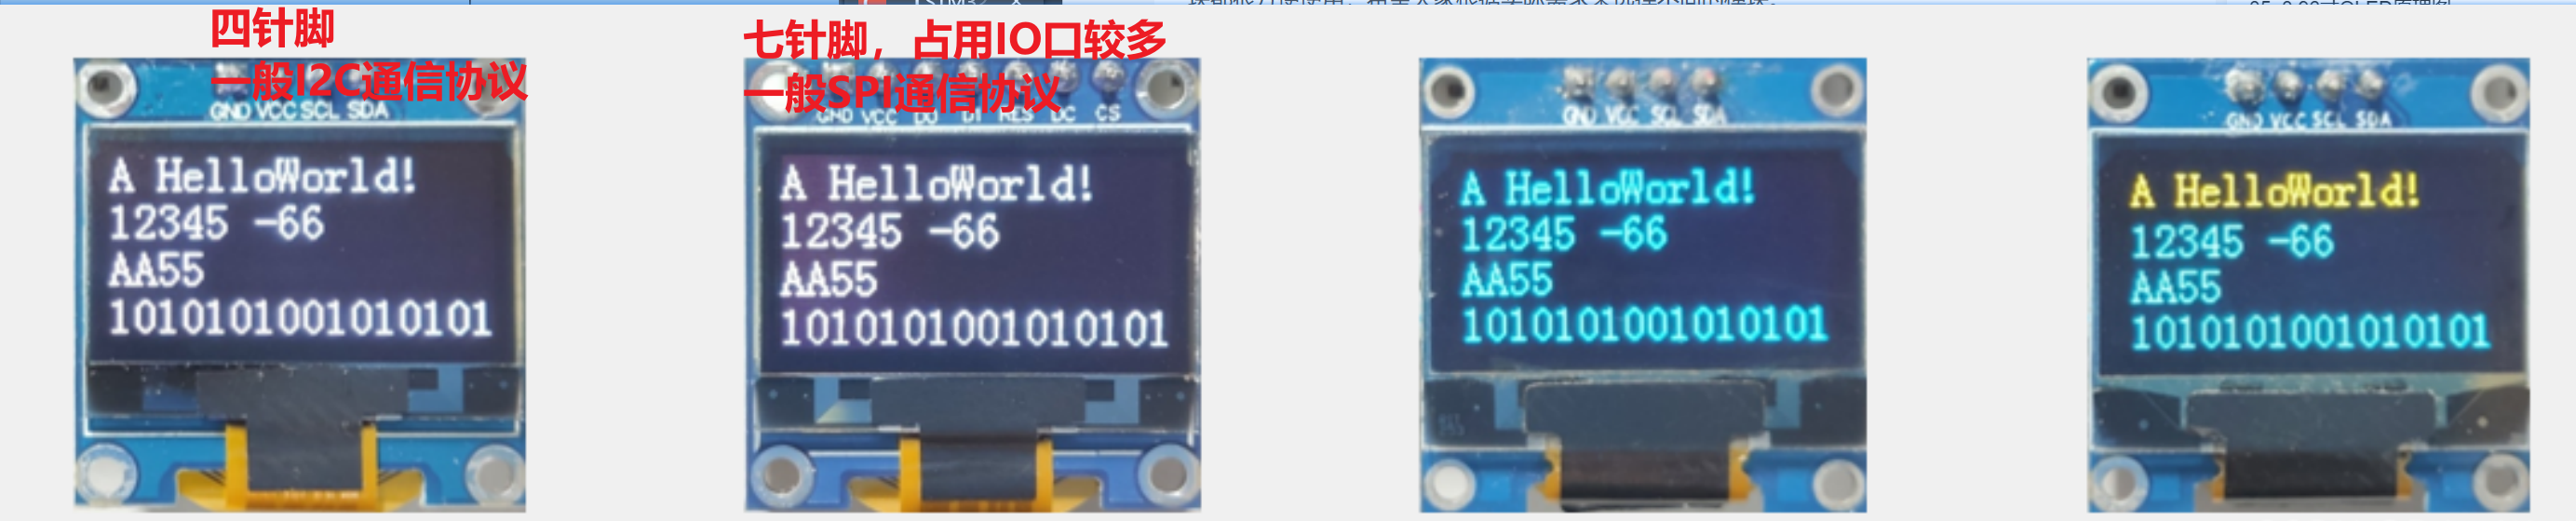 四针脚
一般I2C通信协议
GND VCC SCL SDA
A HelloWorld!
12345 -66
AA55
1010101001010101
七针脚，占用IO口较多
一般SPI通信协议
GND VCC D0 D1 RES DC CS
A HelloWorld!
12345 -66
AA55
1010101001010101
GND VCC SCL SDA
A HelloWorld!
12345 -66
AA55
1010101001010101
GND VCC SCL SDA
A HelloWorld!
12345 -66
AA55
1010101001010101